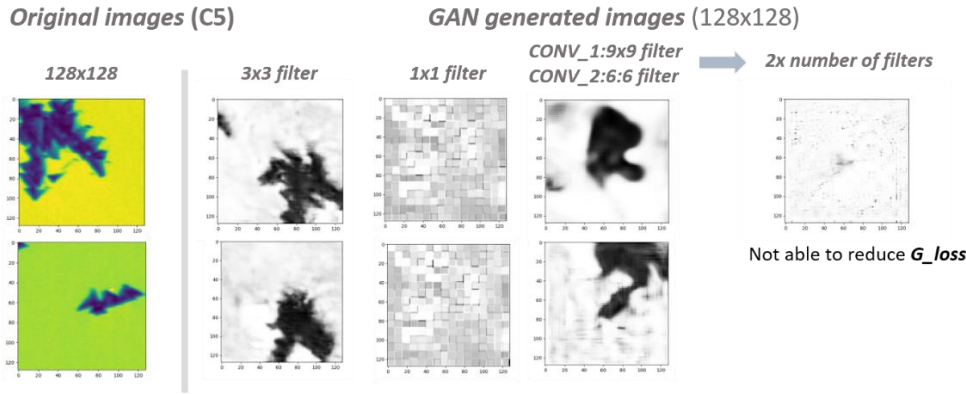 Original images (C5)
GAN generated images (128x128)
128x128
3x3 filter
1x1 filter
CONV_1:9x9 filter
CONV_2:6:6 filter
2x number of filters
Not able to reduce G_loss